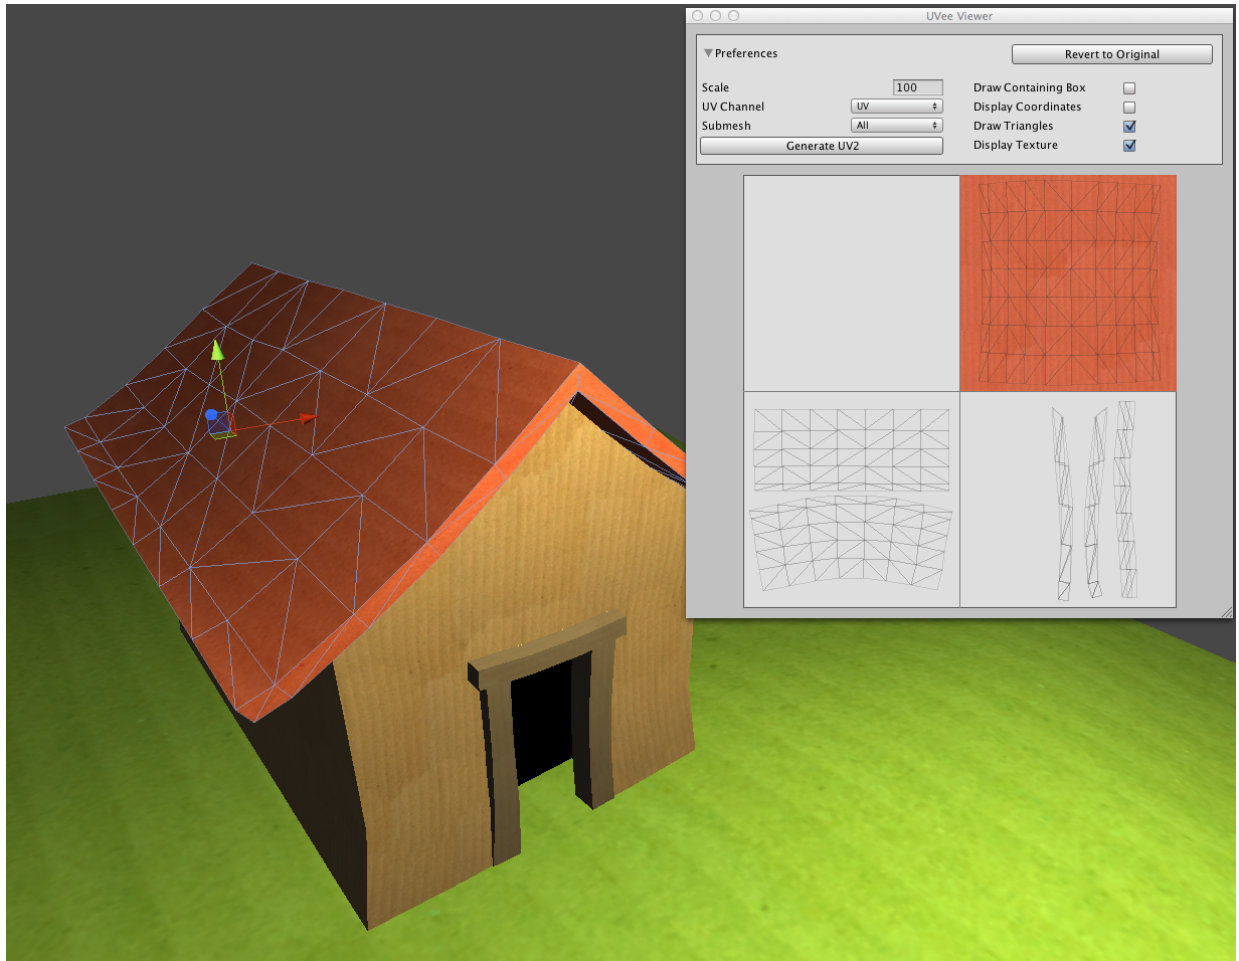 UVee Viewer
Preferences
Revert to Original
Scale 100 Draw Containing Box
UV Channel UV Display Coordinates
Submesh All Draw Triangles
Generate UV2 Display Texture